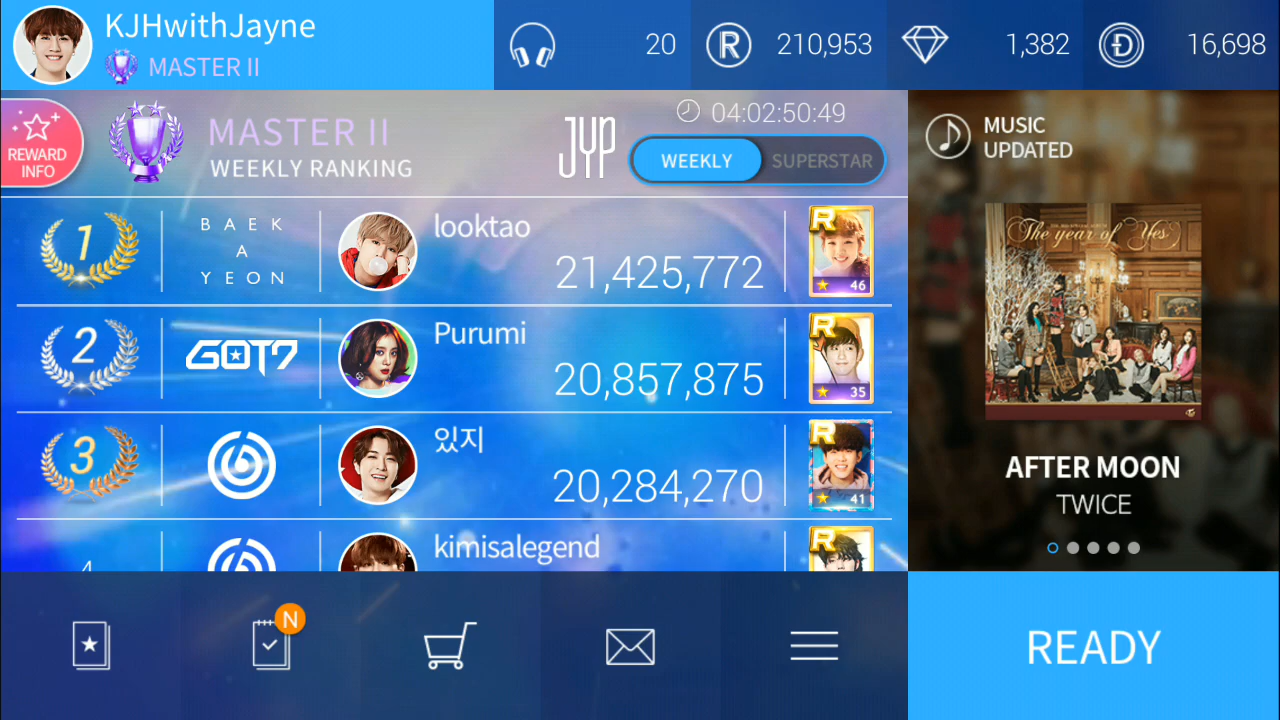 KJHwithJayne
MASTER II
20
R
210,953
1,382
Đ
16,698
REWARD
INFO
MASTER II
WEEKLY RANKING
JYP
04:02:50:49
WEEKLY
SUPERSTAR
1
BAEK
A
YEON
looktao
21,425,772
R
46
2
GOT7
Purumi
20,857,875
R
35
3
있지
20,284,270
R
41
4
kimisalegend
R
MUSIC
UPDATED
The year of Yes
AFTER MOON
TWICE
N
READY